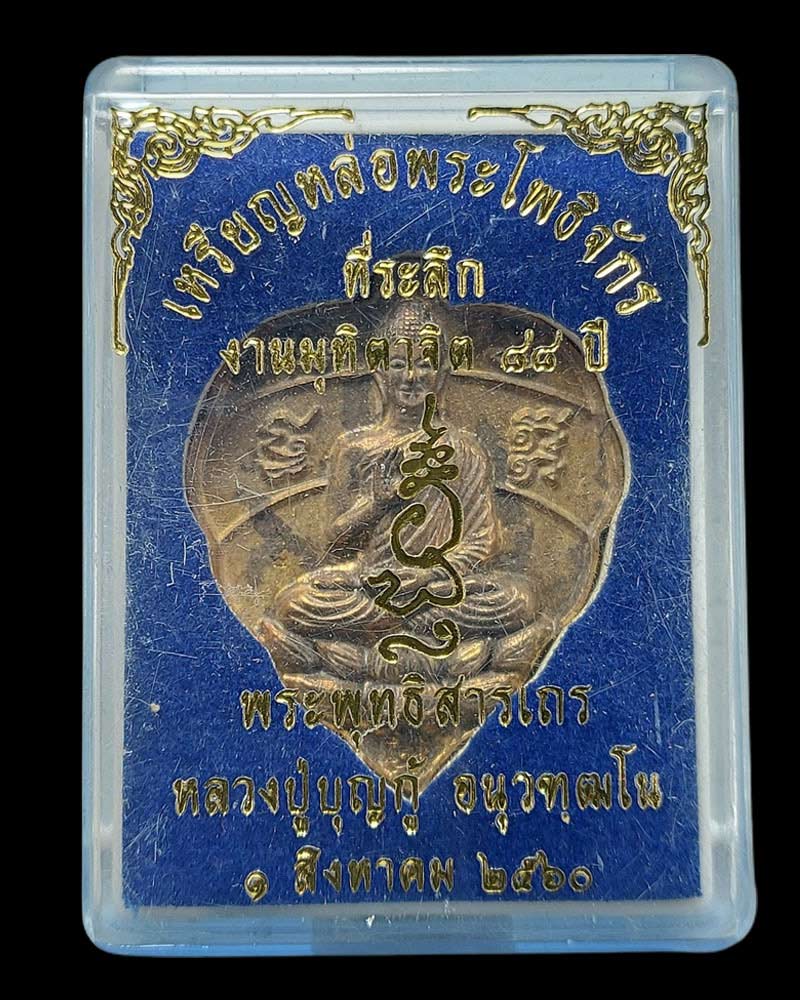 เหรียญหล่อพระโพธิจักร
ที่ระลึก
งานมุทิตาจิต ๘๘ ปี
พระพุทธิสารเถร
หลวงปู่บุญกู้ อนุวฑฺฒโน
๑ สิงหาคม ๒๕๖๐